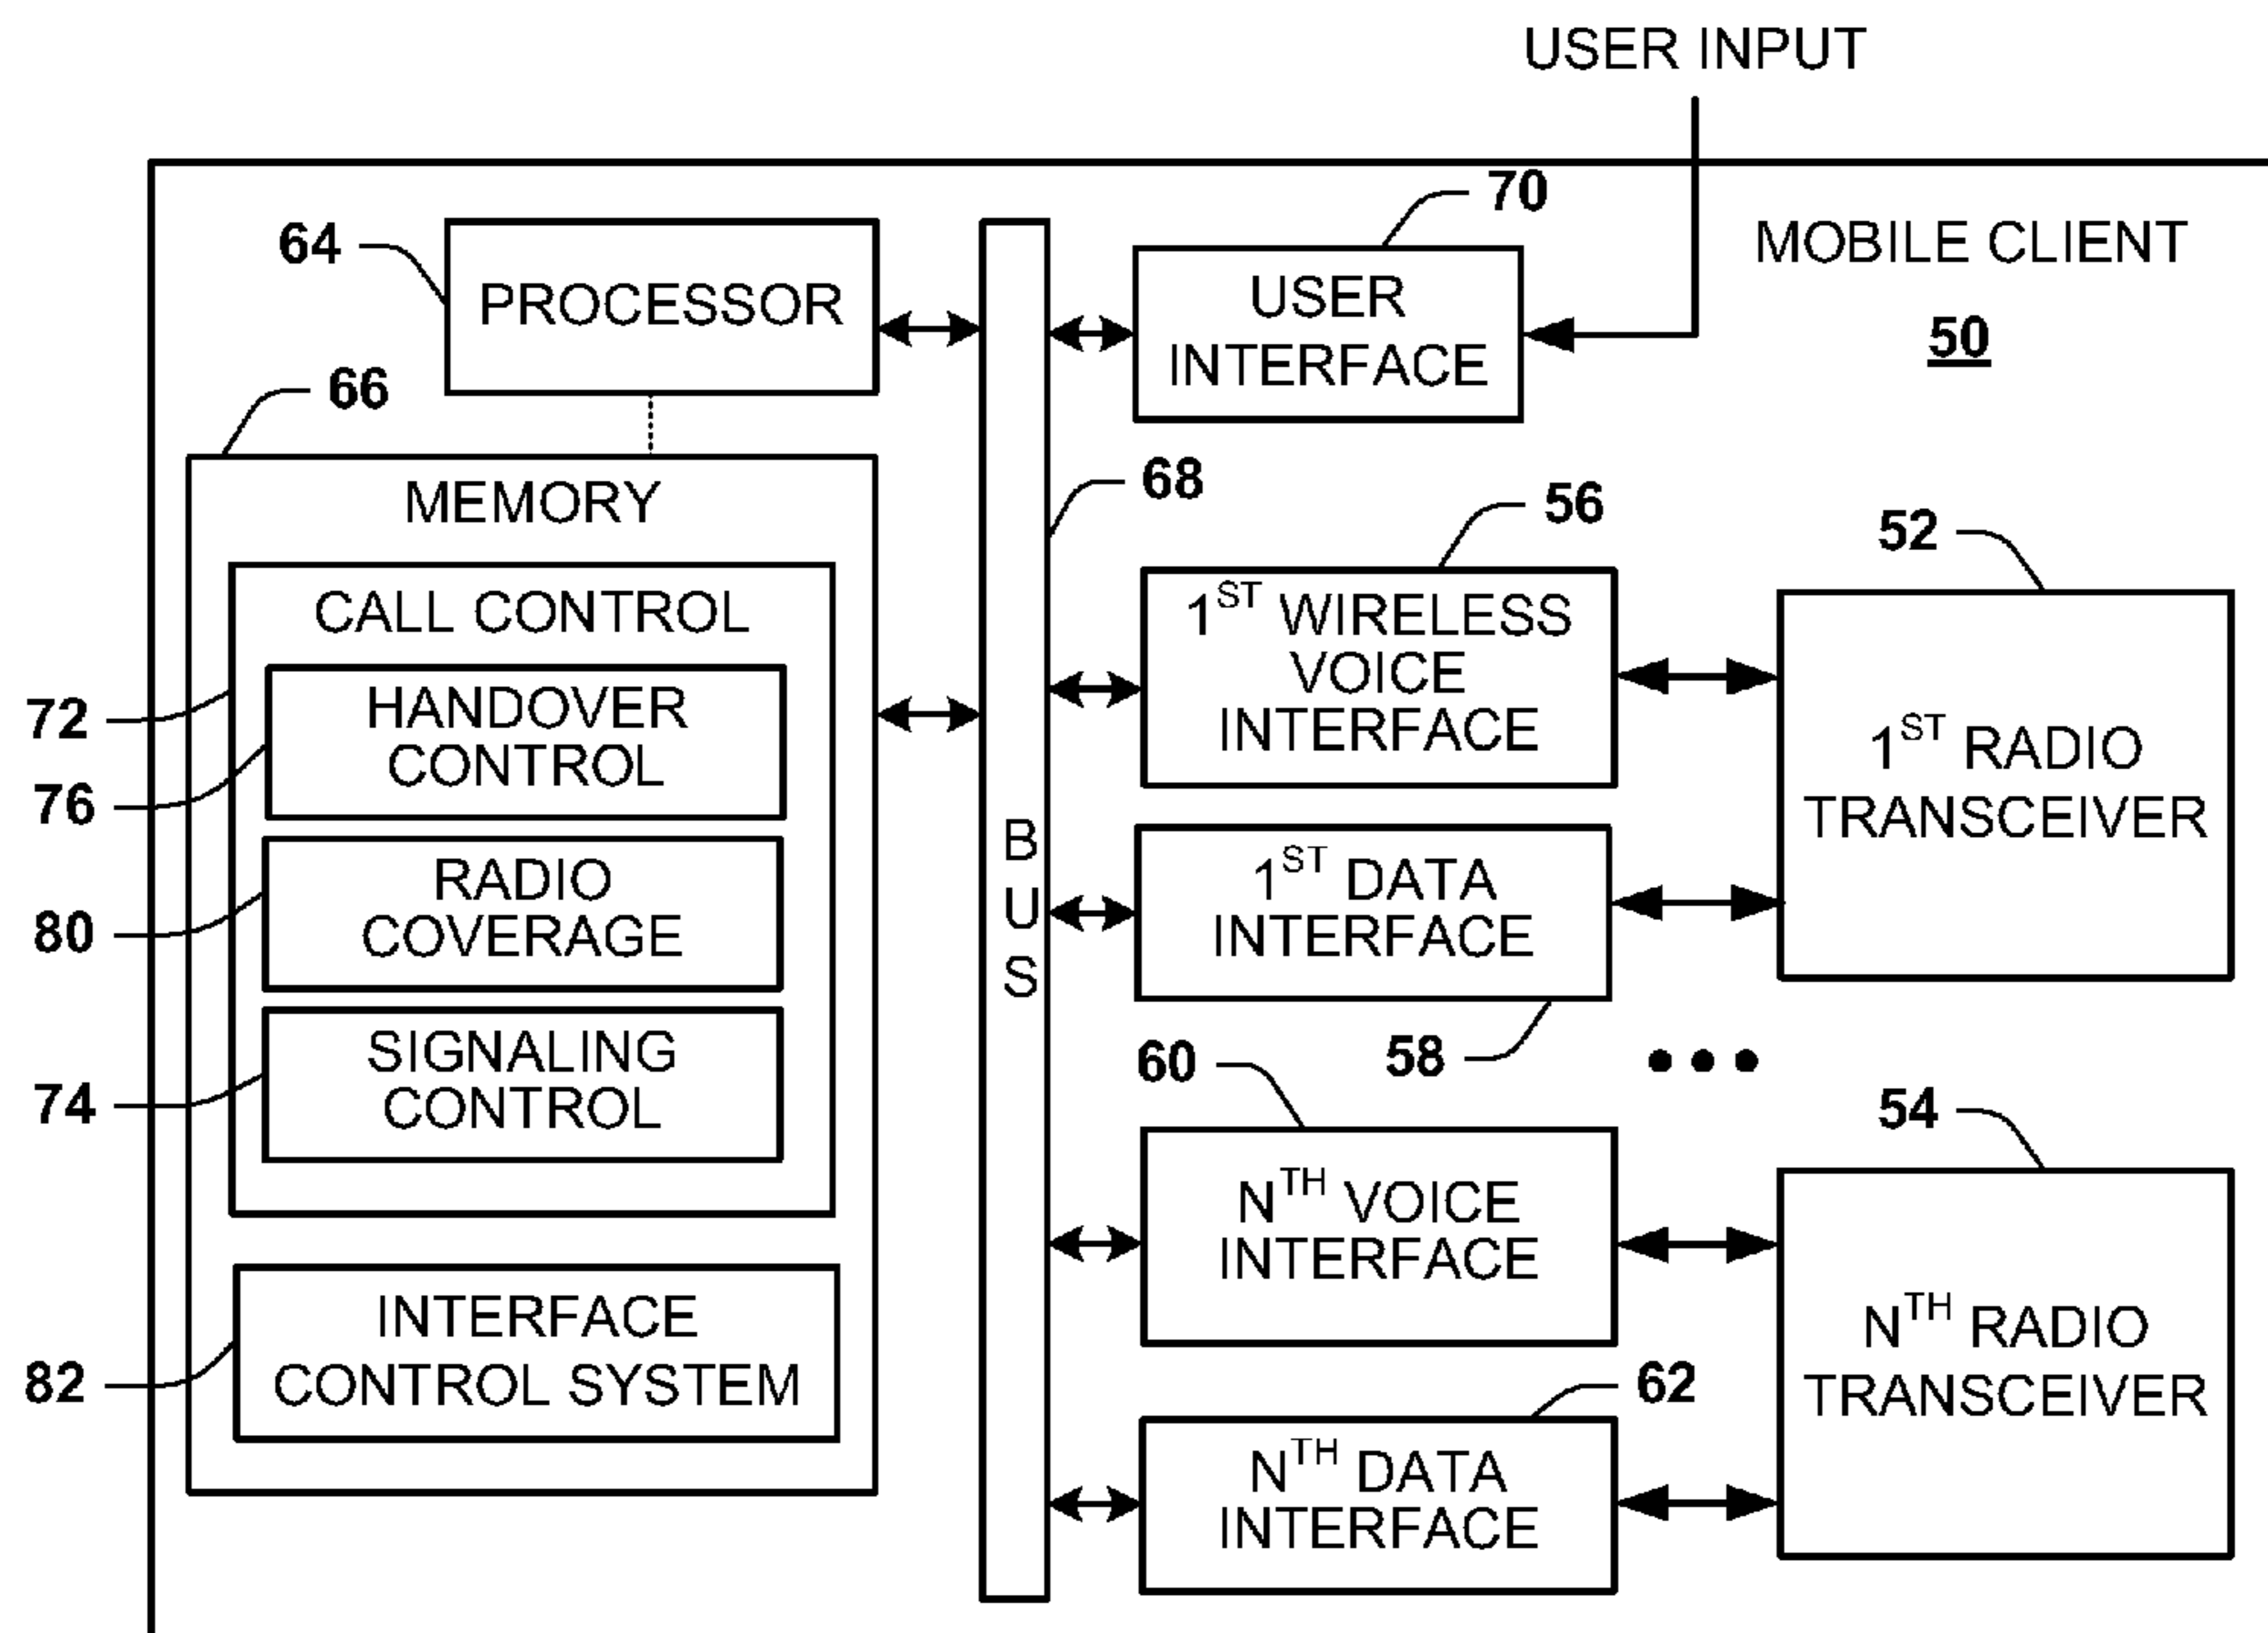 USER INPUT
MOBILE CLIENT
50
64
PROCESSOR
70
USER
INTERFACE
66
MEMORY
72
CALL CONTROL
76
HANDOVER
CONTROL
80
RADIO
COVERAGE
74
SIGNALING
CONTROL
82
INTERFACE
CONTROL SYSTEM
68
BUS
56
1ST WIRELESS
VOICE
INTERFACE
52
1ST RADIO
TRANSCEIVER
1ST DATA
INTERFACE
58
60
NTH VOICE
INTERFACE
54
NTH RADIO
TRANSCEIVER
62
NTH DATA
INTERFACE